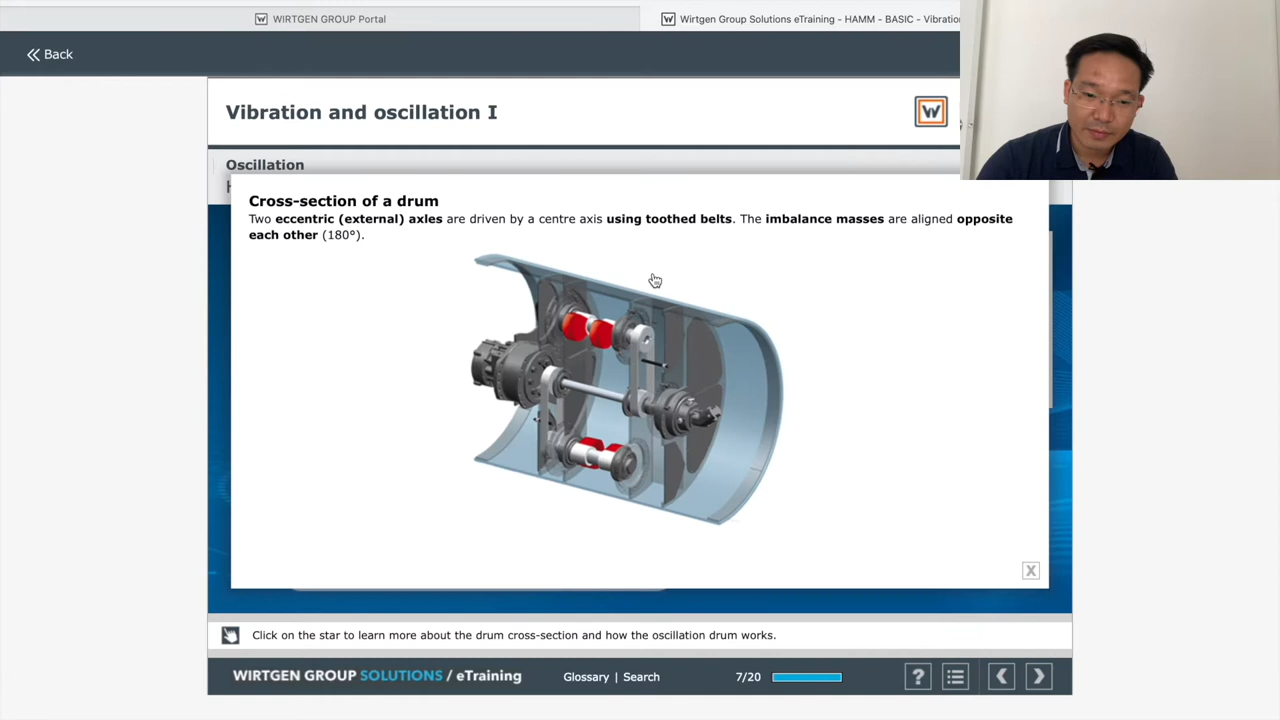 WIRTGEN GROUP Portal
Wirtgen Group Solutions eTraining - HAMM - BASIC - Vibration
Back
Vibration and oscillation I
W
Oscillation
Cross-section of a drum
Two eccentric (external) axles are driven by a centre axis using toothed belts. The imbalance masses are aligned opposite
each other (180°).
X
Click on the star to learn more about the drum cross-section and how the oscillation drum works.
WIRTGEN GROUP SOLUTIONS / eTraining
Glossary | Search
7/20
?